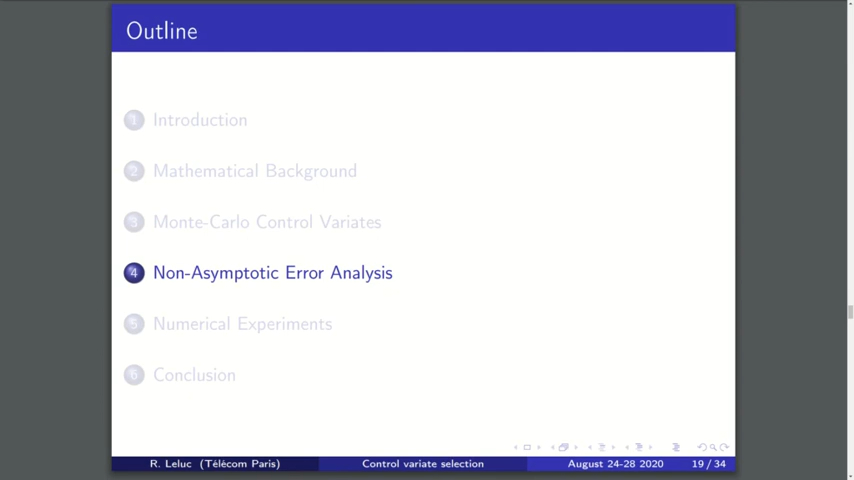 Outline
1 Introduction
2 Mathematical Background
3 Monte-Carlo Control Variates
4 Non-Asymptotic Error Analysis
5 Numerical Experiments
6 Conclusion
R. Leluc (Télécom Paris) Control variate selection August 24-28 2020 19 / 34